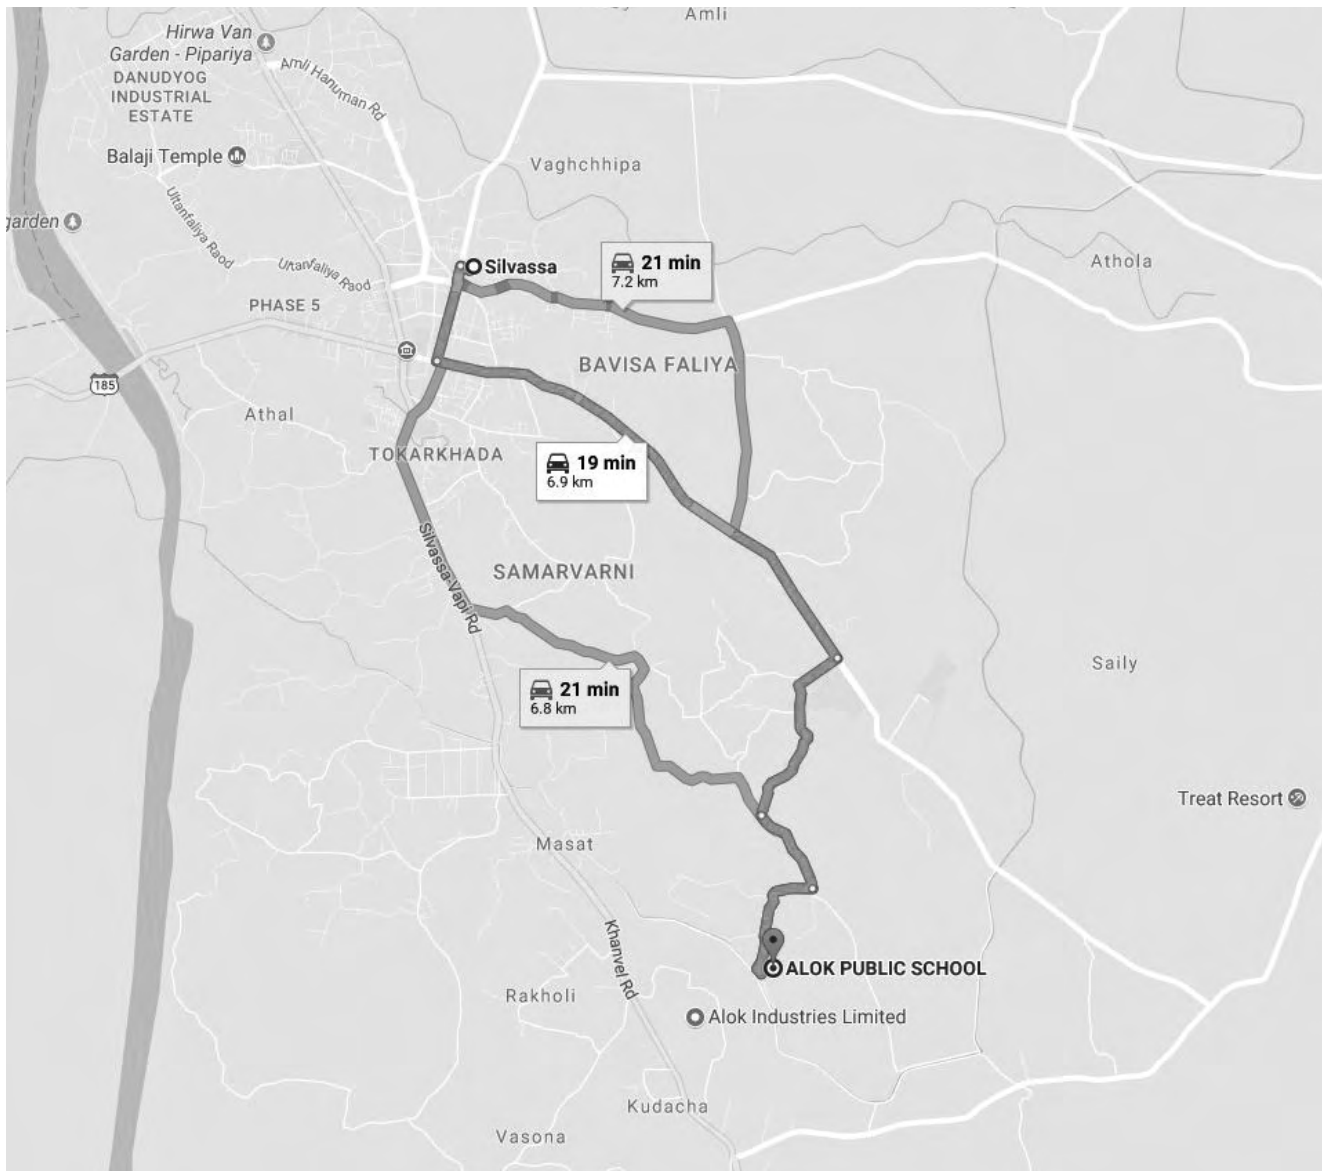 Amli
Hirwa Van
Garden - Pipariya
DANUDYOG
INDUSTRIAL
ESTATE
Amli Hanuman Rd
Balaji Temple
Vaghchhipa
Ultanfaliya Raod
garden
Silvassa
21 min
7.2 km
Athola
Ultanfaliya Raod
PHASE 5
BAVISA FALIYA
185
Athal
TOKARKHADA
19 min
6.9 km
Silvassa-Vapi Rd
SAMARVARNI
Saily
21 min
6.8 km
Treat Resort
Masat
Khanvel Rd
ALOK PUBLIC SCHOOL
Rakholi
Alok Industries Limited
Kudacha
Vasona